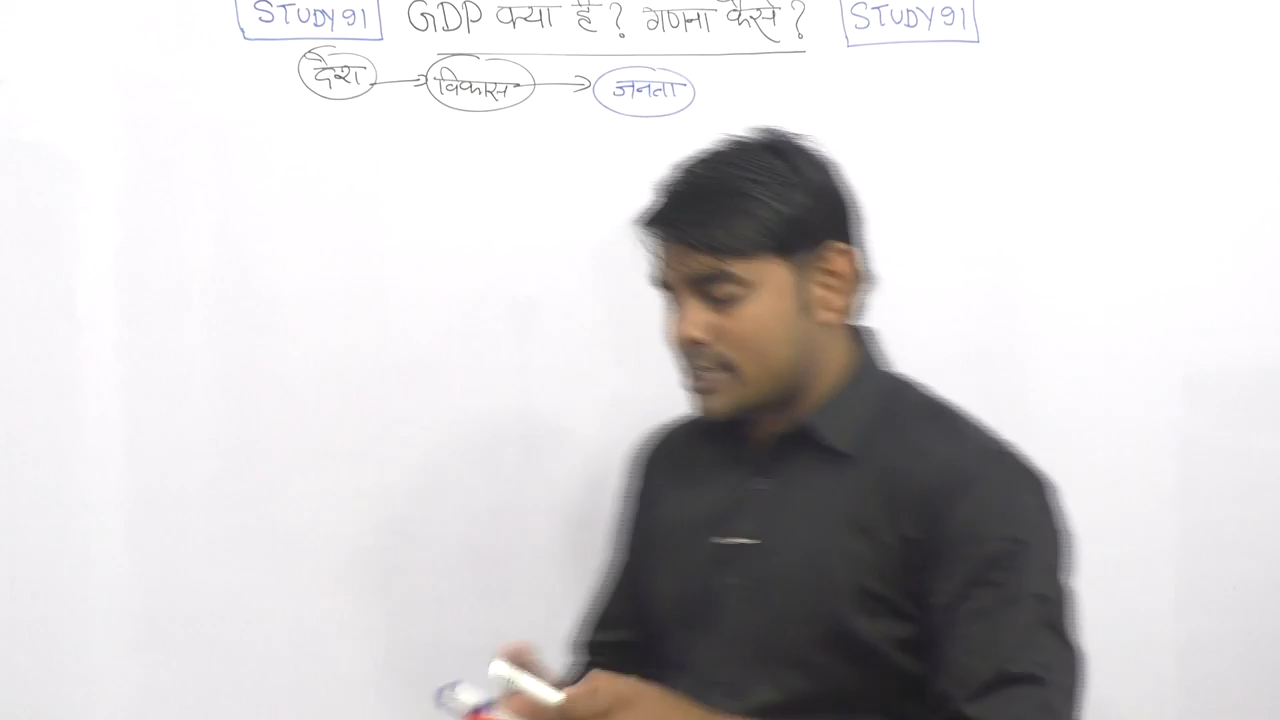 STUDY91 GDP क्या है? गणना कैसे? STUDY91
देश → विकास → जनता